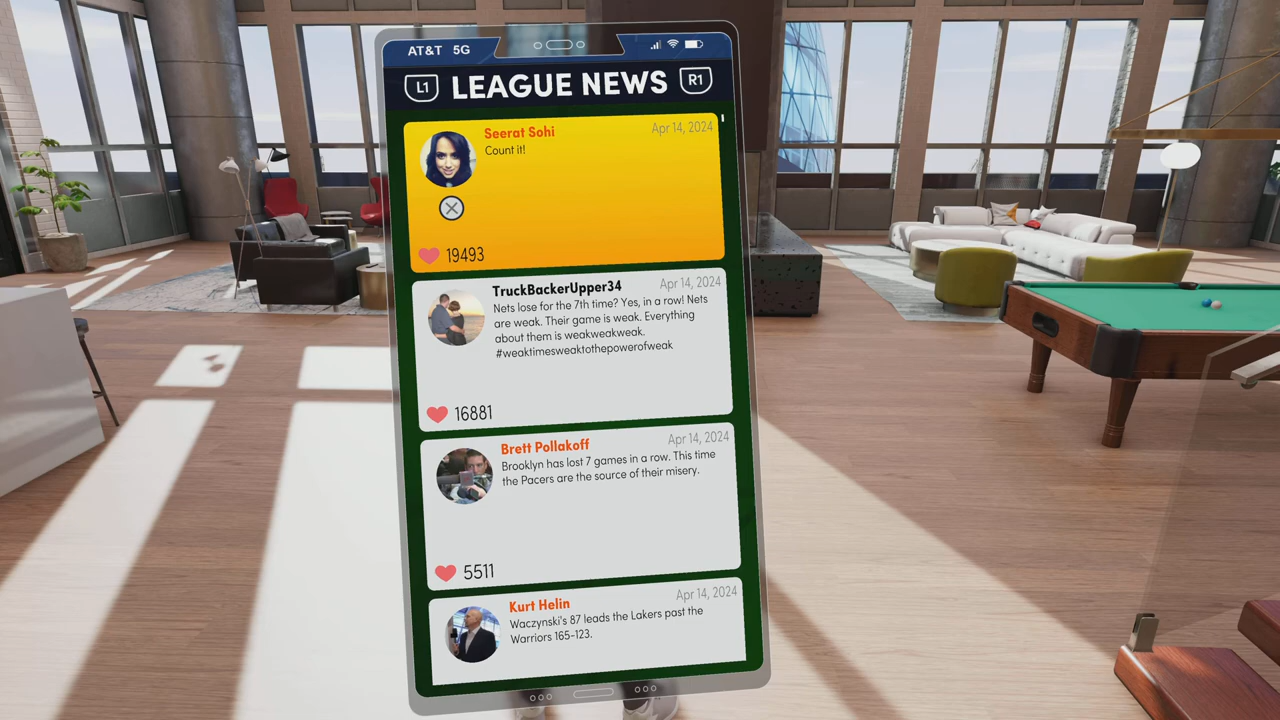 AT&T 5G
L1 LEAGUE NEWS R1
Seerat Sohi Apr 14, 2024
Count it!
19493
TruckBackerUpper34 Apr 14, 2024
Nets lose for the 7th time? Yes, in a row! Nets
are weak. Their game is weak. Everything
about them is weakweakweak.
#weaktimesweaktothepowerofweak
16881
Brett Pollakoff Apr 14, 2024
Brooklyn has lost 7 games in a row. This time
the Pacers are the source of their misery.
5511
Kurt Helin Apr 14, 2024
Waczynski's 87 leads the Lakers past the
Warriors 165-123.